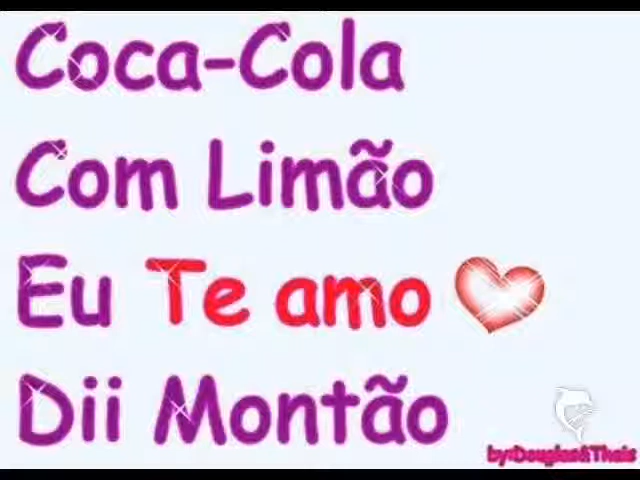 Coca-Cola
Com Limão
Eu Te amo
Dii Montão
by:Douglas&Thais